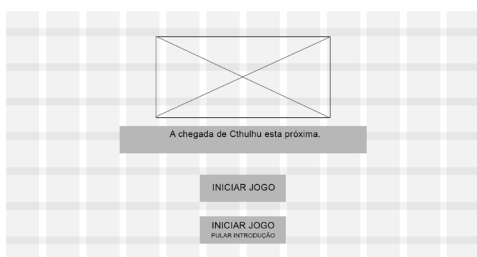 A chegada de Cthulhu esta próxima.
INICIAR JOGO
INICIAR JOGO
PULAR INTRODUÇÃO